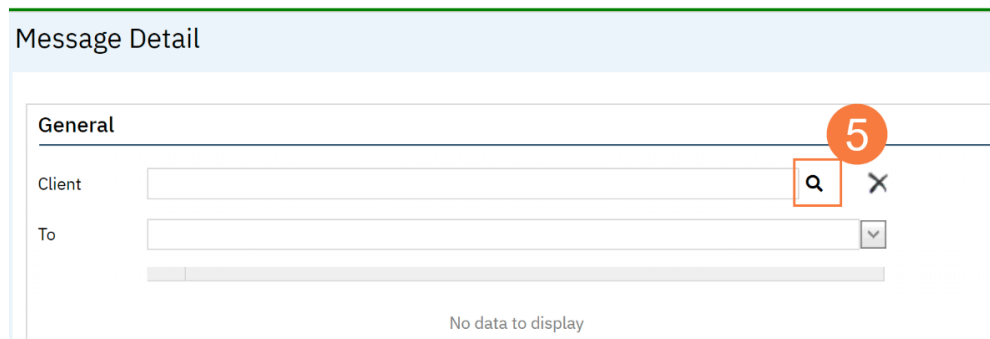 Message Detail
General
5
Client
To
No data to display